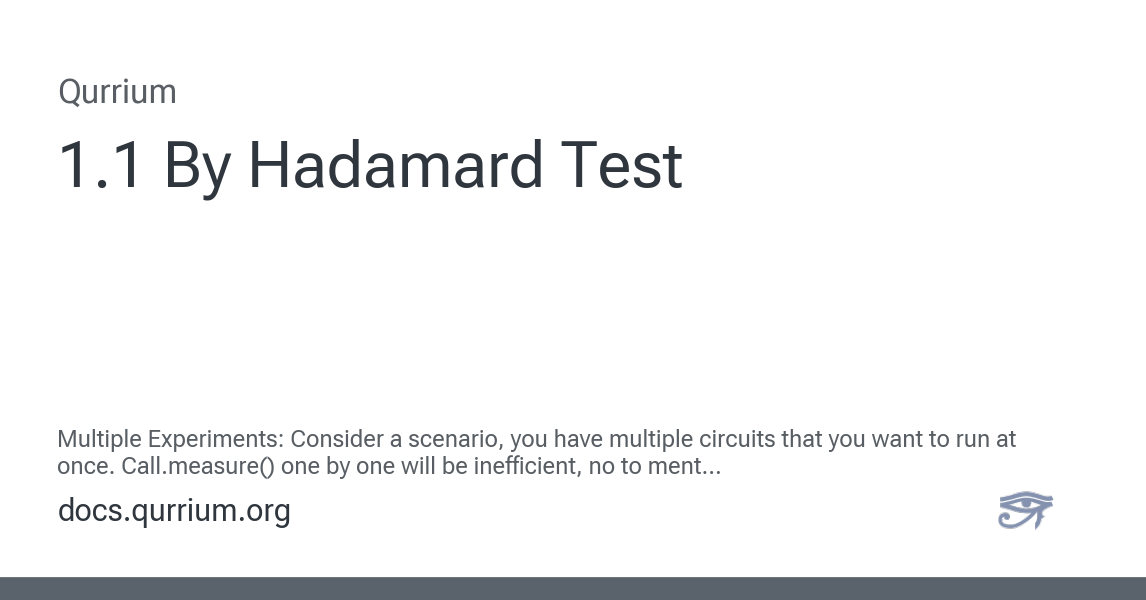 Qurrium
1.1 By Hadamard Test
Multiple Experiments: Consider a scenario, you have multiple circuits that you want to run at
once. Call.measure() one by one will be inefficient, no to ment...
docs.qurrium.org